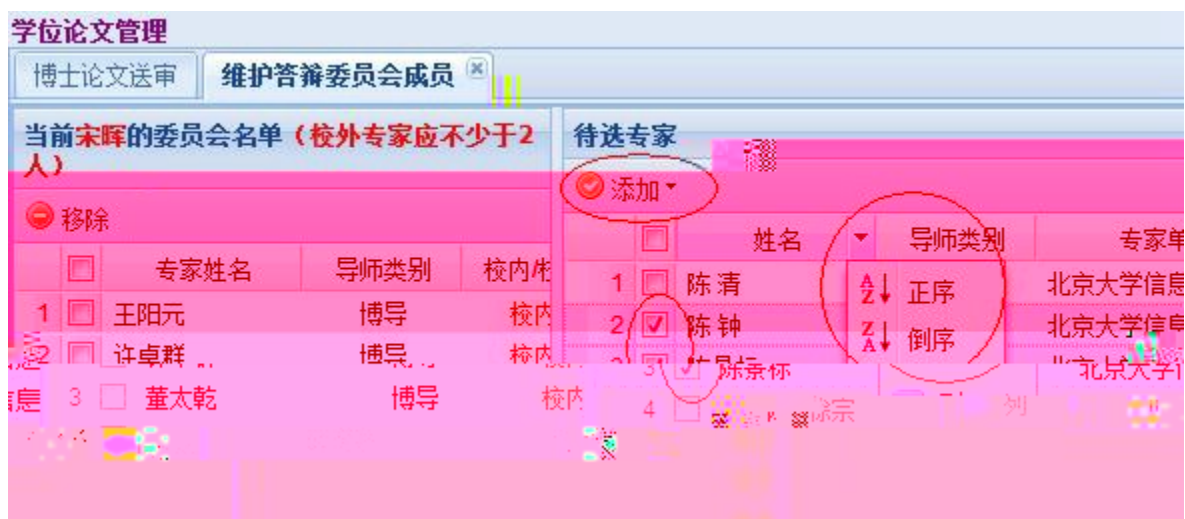 学位论文管理
博士论文送审 维护答辩委员会成员
当前宋晖的委员会名单（校外专家应不少于2人）
移除
专家姓名 导师类别 校内/校
1 王阳元 博导 校内
2 许卓群 博导 校内
3 董太乾 博导 校内
待选专家
添加
姓名 导师类别 专家单
1 陈清 北京大学信息
2 陈钟 北京大学信息
3 陈景标 北京大学信
4
正序
倒序
列